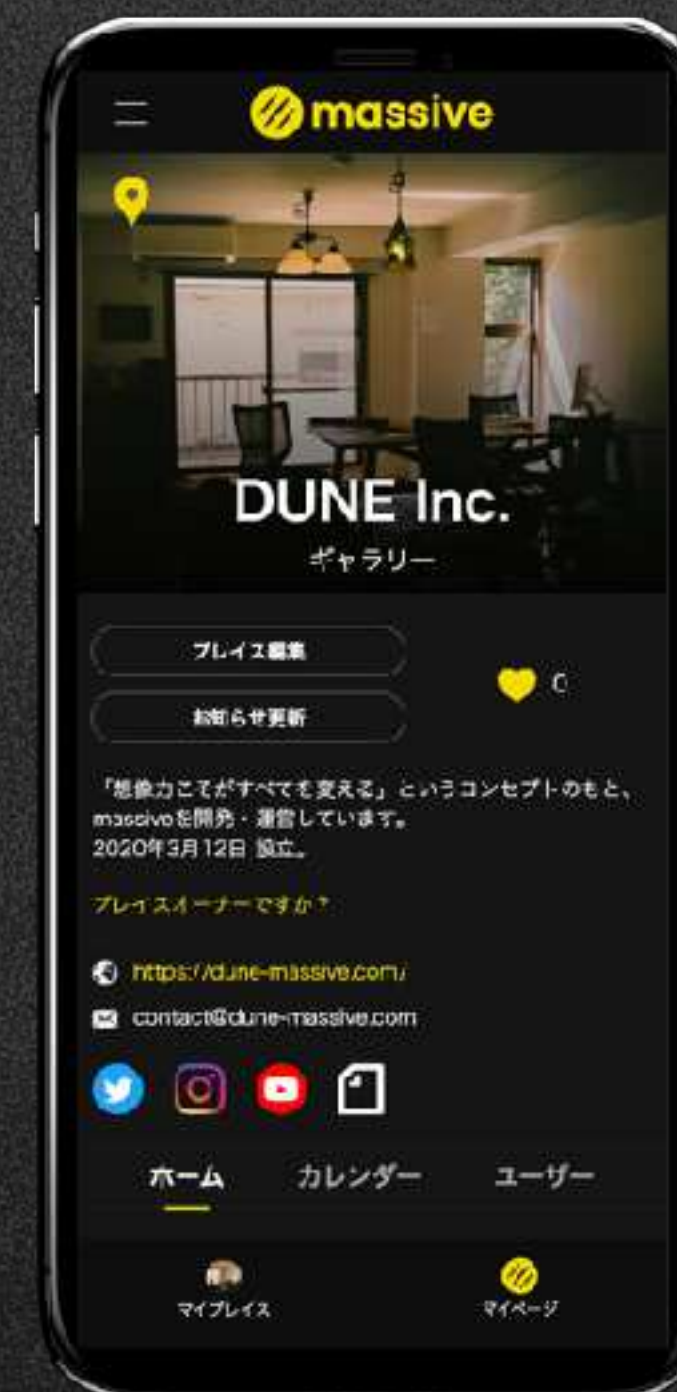 massive
DUNE Inc.
ギャラリー
プレイス編集
お知らせ更新
「想像力こそがすべてを変える」というコンセプトのもと、
massiveを開発・運営しています。
2020年3月12日 設立。
プレイスオーナーですか？
https://dune-massive.com/
contact@dune-massive.com
ホーム カレンダー ユーザー
マイプレイス マイページ